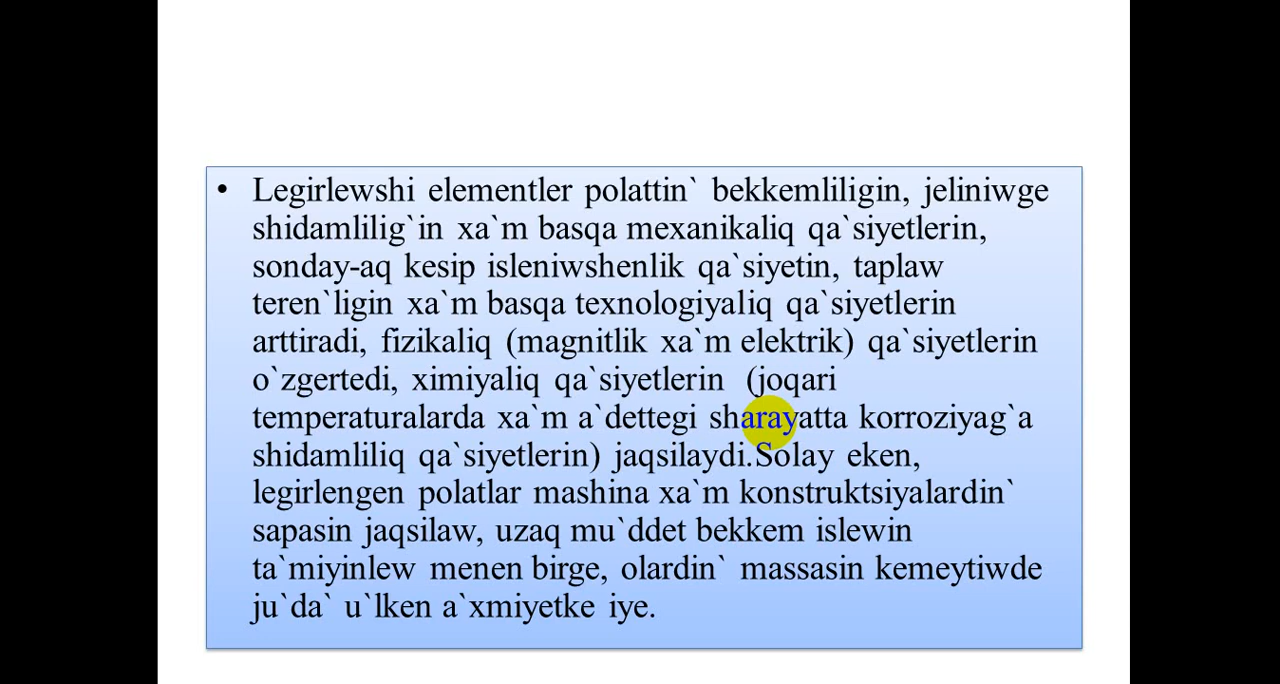 • Legirlewshi elementler polattin` bekkemliligin, jeliniwge
shidamlilig`in xa`m basqa mexanikaliq qa`siyetlerin,
sonday-aq kesip isleniwshenlik qa`siyetin, taplaw
teren`ligin xa`m basqa texnologiyaliq qa`siyetlerin
arttiradi, fizikaliq (magnitlik xa`m elektrik) qa`siyetlerin
o`zgertedi, ximiyaliq qa`siyetlerin (joqari
temperaturalarda xa`m a`dettegi sharayatta korroziyag`a
shidamliliq qa`siyetlerin) jaqsilaydi.Solay eken,
legirlengen polatlar mashina xa`m konstruktsiyalardin`
sapasin jaqsilaw, uzaq mu`ddet bekkem islewin
ta`miyinlew menen birge, olardin` massasin kemeytiwde
ju`da` u`lken a`xmiyetke iye.